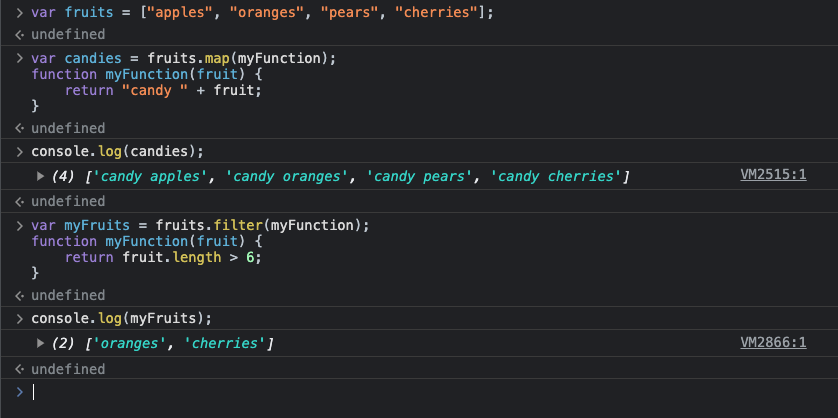 > var fruits = ["apples", "oranges", "pears", "cherries"];
<· undefined
> var candies = fruits.map(myFunction);
function myFunction(fruit) {
    return "candy " + fruit;
}
<· undefined
> console.log(candies);
▶ (4) ['candy apples', 'candy oranges', 'candy pears', 'candy cherries'] VM2515:1
<· undefined
> var myFruits = fruits.filter(myFunction);
function myFunction(fruit) {
    return fruit.length > 6;
}
<· undefined
> console.log(myFruits);
▶ (2) ['oranges', 'cherries'] VM2866:1
<· undefined
>